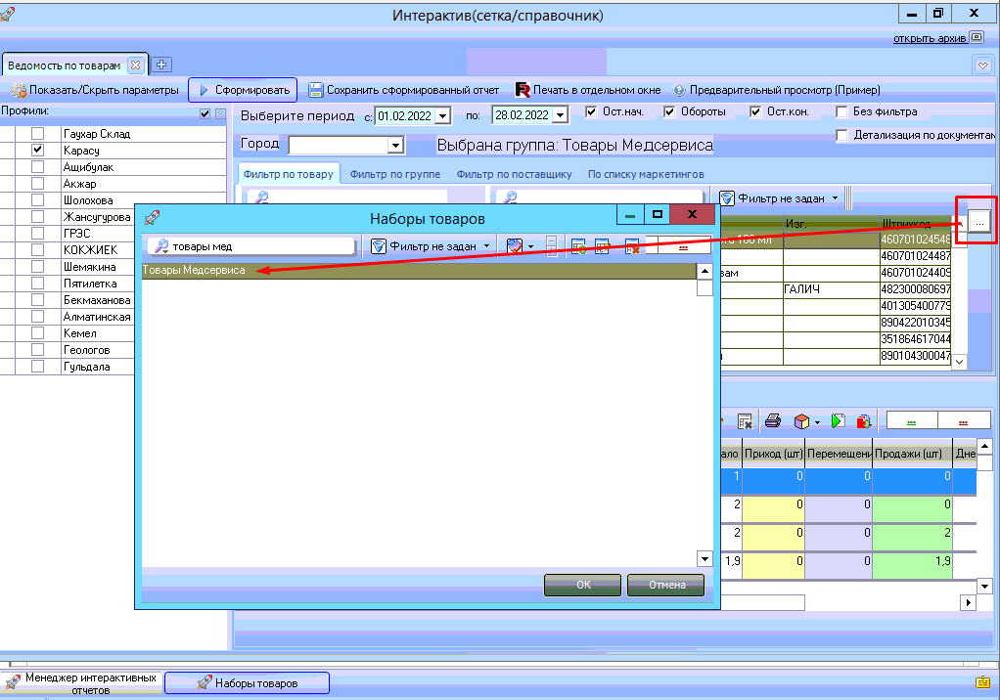 Интерактив(сетка/справочник)
открыть архив
Ведомость по товарам
Показать/Скрыть параметры
Сформировать
Сохранить сформированный отчет
Печать в отдельном окне
Предварительный просмотр (Пример)
Профили:
Выберите период с: 01.02.2022 по: 28.02.2022
Ост.нач.
Обороты
Ост.кон.
Без фильтра
Город
Выбрана группа: Товары Медсервиса
Детализация по документам
Фильтр по товару
Фильтр по группе
Фильтр по поставщику
По списку маркетингов
Фильтр не задан
Гаухар Склад
Карасу
Ащибулак
Акжар
Шолохова
Жансугурова
ГРЭС
КОКЖИЕК
Шемякина
Пятилетка
Бекмаханова
Алматинская
Кемел
Геологов
Гульдала
Наборы товаров
товары мед
Фильтр не задан
...
Товары Медсервиса
OK
Отмена
Изг.
Штрихкод
...
100 мл
460701024548
460701024487
вам
460701024409
ГАЛИЧ
482300080697
401305400779
890422010345
351864617044
890104300047
...
...
ало
Приход (шт)
Перемещени
Продажи (шт)
Дне
1 0 0 0
2 0 0 0
2 0 0 2
1,9 0 0 1,9
Менеджер интерактивных
отчетов
Наборы товаров